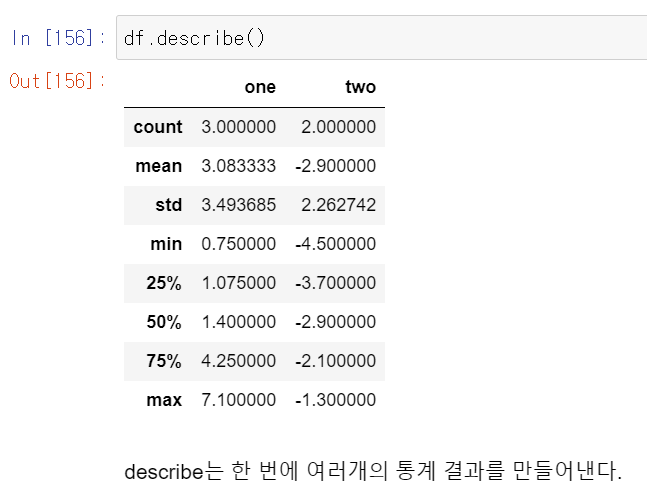 In [156]: df.describe()
Out[156]:
one two
count 3.000000 2.000000
mean 3.083333 -2.900000
std 3.493685 2.262742
min 0.750000 -4.500000
25% 1.075000 -3.700000
50% 1.400000 -2.900000
75% 4.250000 -2.100000
max 7.100000 -1.300000
describe는 한 번에 여러개의 통계 결과를 만들어낸다.